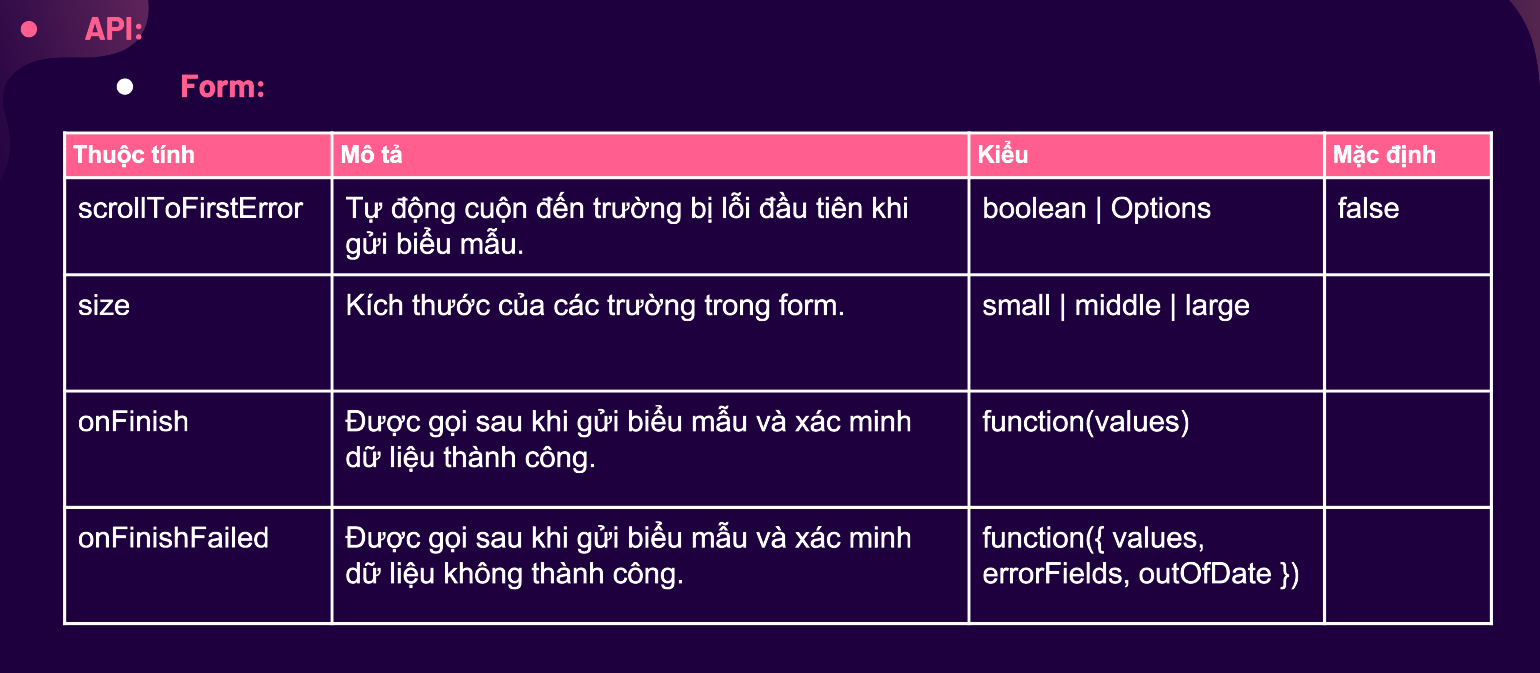 API:
Form:
Thuộc tính Mô tả Kiểu Mặc định
scrollToFirstError Tự động cuộn đến trường bị lỗi đầu tiên khi boolean | Options false
gửi biểu mẫu.
size Kích thước của các trường trong form. small | middle | large
onFinish Được gọi sau khi gửi biểu mẫu và xác minh function(values)
dữ liệu thành công.
onFinishFailed Được gọi sau khi gửi biểu mẫu và xác minh function({ values,
dữ liệu không thành công. errorFields, outOfDate })